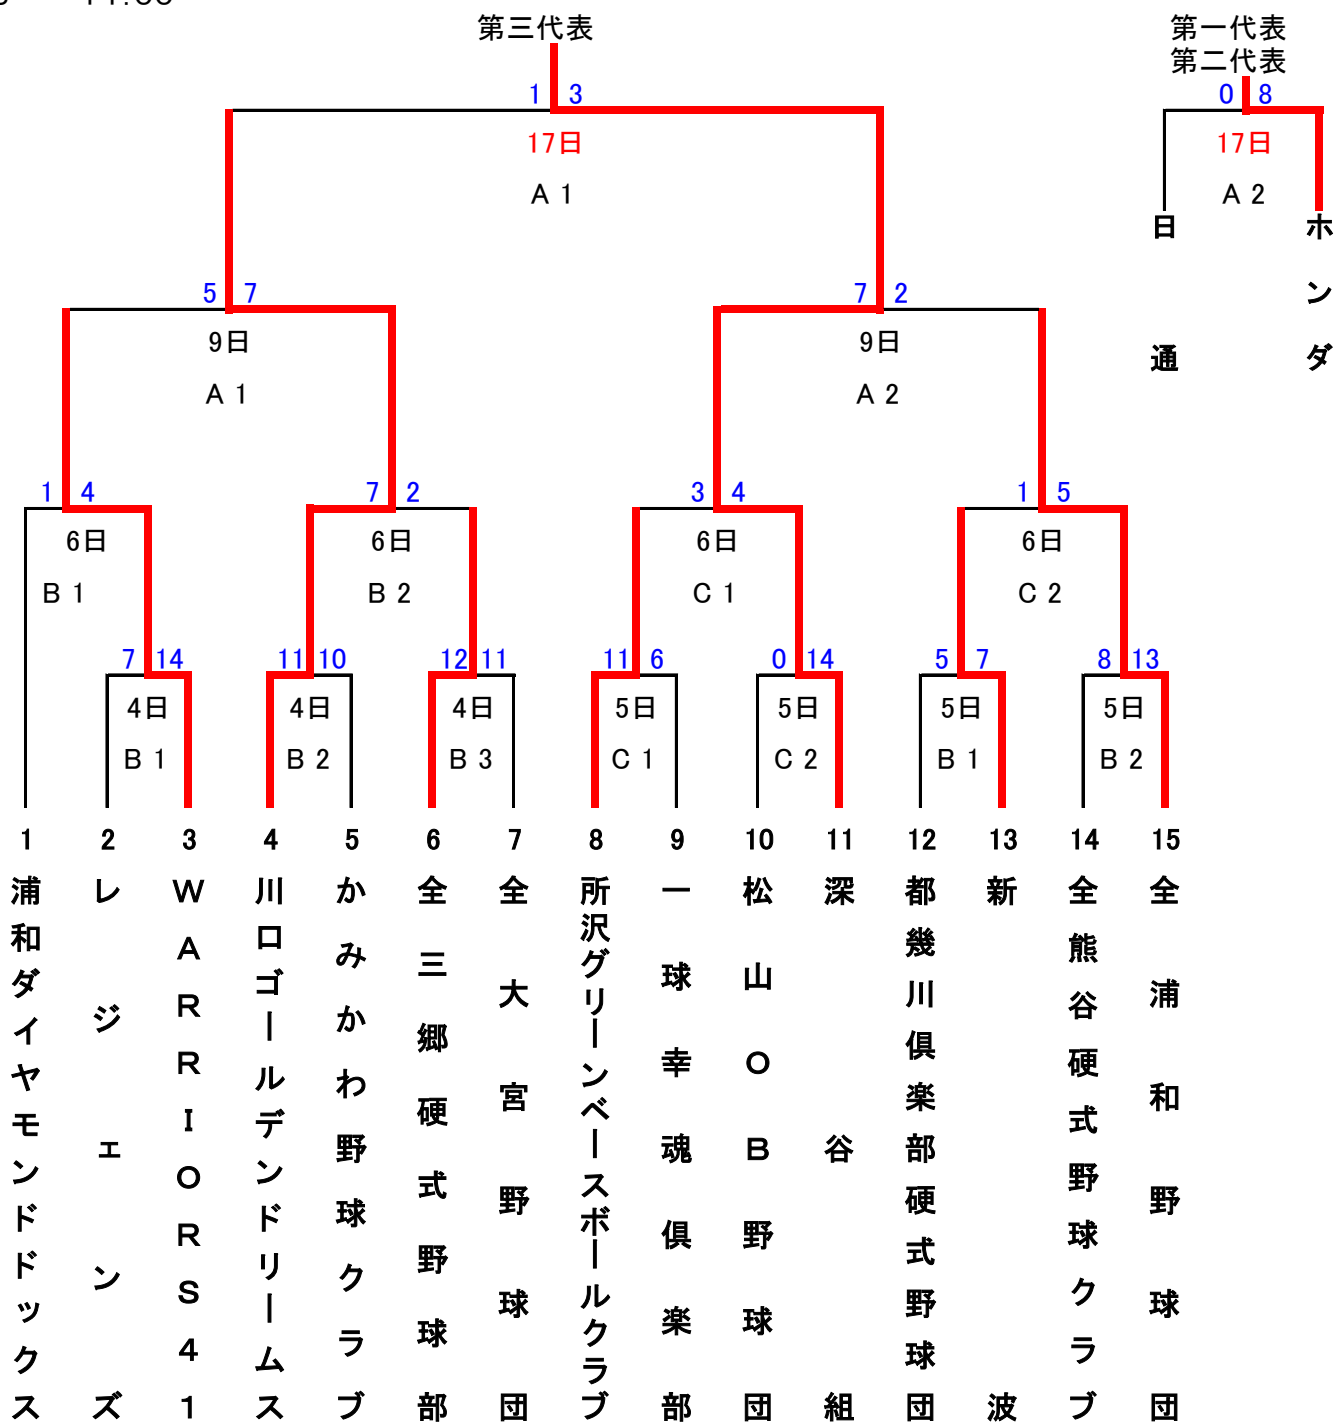 第三代表
第一代表
第二代表
1 3
17日
A 1
0 8
17日
A 2
日通
ホンダ
5 7
9日
A 1
7 2
9日
A 2
1 4
6日
B 1
7 2
6日
B 2
3 4
6日
C 1
1 5
6日
C 2
7 14
4日
B 1
11 10
4日
B 2
12 11
4日
B 3
11 6
5日
C 1
0 14
5日
C 2
5 7
5日
B 1
8 13
5日
B 2
1 2 3 4 5 6 7 8 9 10 11 12 13 14 15
浦和ダイヤモンドドックス
レジェンズ
ＷＡＲＲＩＯＲＳ４１
川口ゴールデンドリームス
かみかわ野球クラブ
全三郷硬式野球部
全大宮野球団
所沢グリーンベースボールクラブ
一球幸魂倶楽部
松山ＯＢ野球団
深谷組
都幾川倶楽部硬式野球団
新波
全熊谷硬式野球クラブ
全浦和野球団